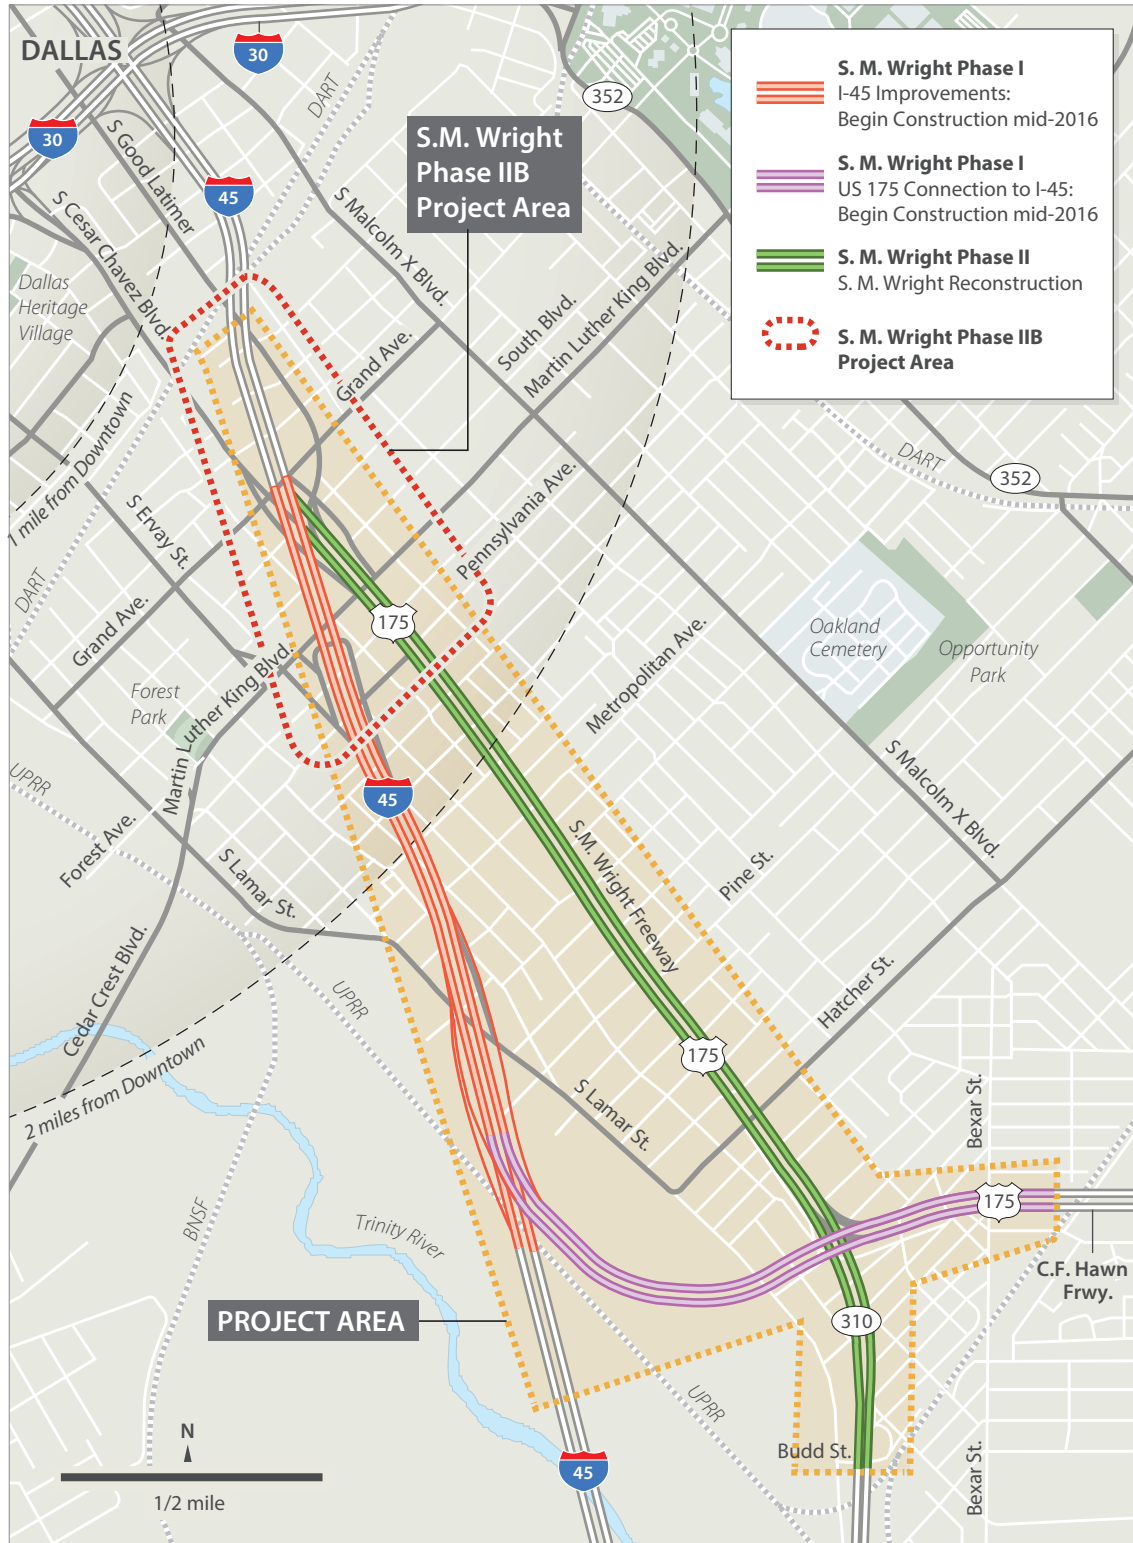 DALLAS
30
30
45
352
DART
S Good Latimer
S Cesar Chavez Blvd.
S.M. Wright
Phase IIB
Project Area
S Malcolm X Blvd.
S. M. Wright Phase I
I-45 Improvements:
Begin Construction mid-2016
S. M. Wright Phase I
US 175 Connection to I-45:
Begin Construction mid-2016
S. M. Wright Phase II
S. M. Wright Reconstruction
S. M. Wright Phase IIB
Project Area
Dallas
Heritage
Village
Grand Ave.
South Blvd.
Martin Luther King Blvd.
1 mile from Downtown
DART
352
S Ervay St.
Pennsylvania Ave.
DART
Grand Ave.
175
Oakland
Cemetery
Opportunity
Park
Metropolitan Ave.
Forest
Park
Martin Luther King Blvd.
UPRR
45
S Malcolm X Blvd.
Forest Ave.
S Lamar St.
S.M. Wright Freeway
Pine St.
Cedar Crest Blvd.
UPRR
Hatcher St.
2 miles from Downtown
175
S Lamar St.
Bexar St.
175
BNSF
Trinity River
C.F. Hawn
Frwy.
PROJECT AREA
310
UPRR
N
Budd St.
45
Bexar St.
1/2 mile